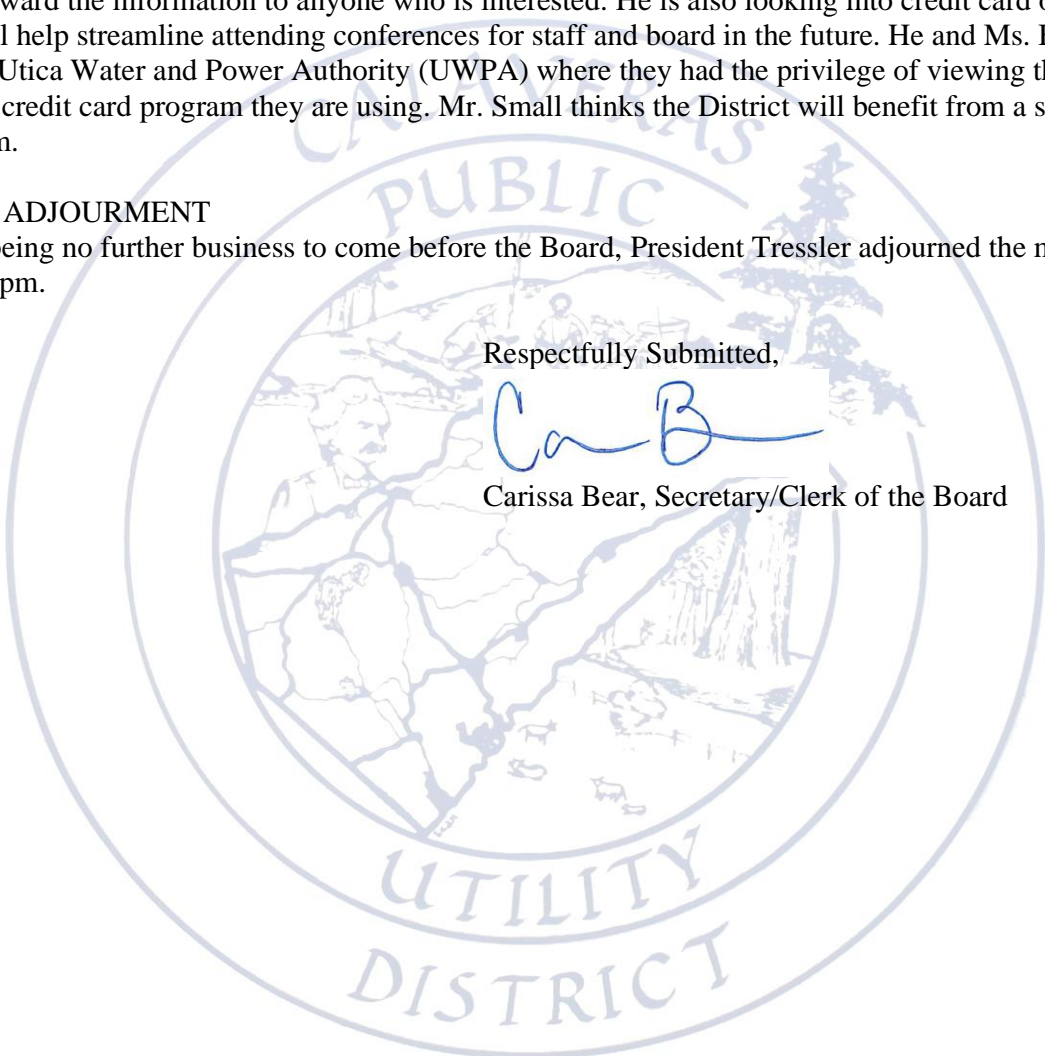 ward the information to anyone who is interested. He is also looking into credit card
l help streamline attending conferences for staff and board in the future. He and Ms.
Utica Water and Power Authority (UWPA) where they had the privilege of viewing
credit card program they are using. Mr. Small thinks the District will benefit from a
ADJOURMENT
eing no further business to come before the Board, President Tressler adjourned the
pm.
Respectfully Submitted,
Carissa Bear, Secretary/Clerk of the Board
CALAVERAS
PUBLIC
UTILITY
DISTRICT